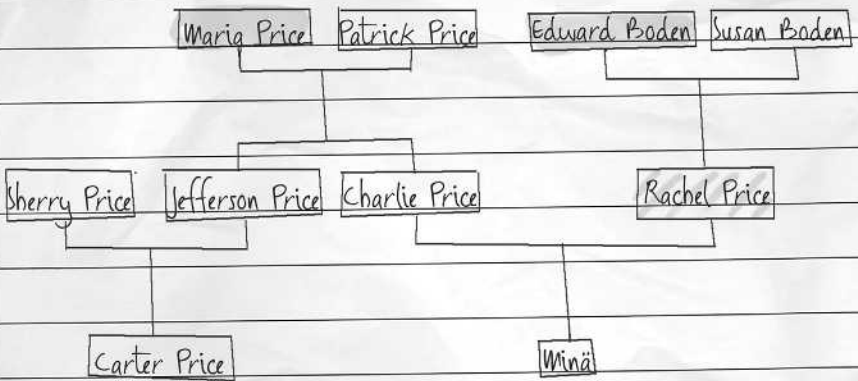 Maria Price Patrick Price Edward Boden Susan Boden
Sherry Price Jefferson Price Charlie Price Rachel Price
Carter Price Minä